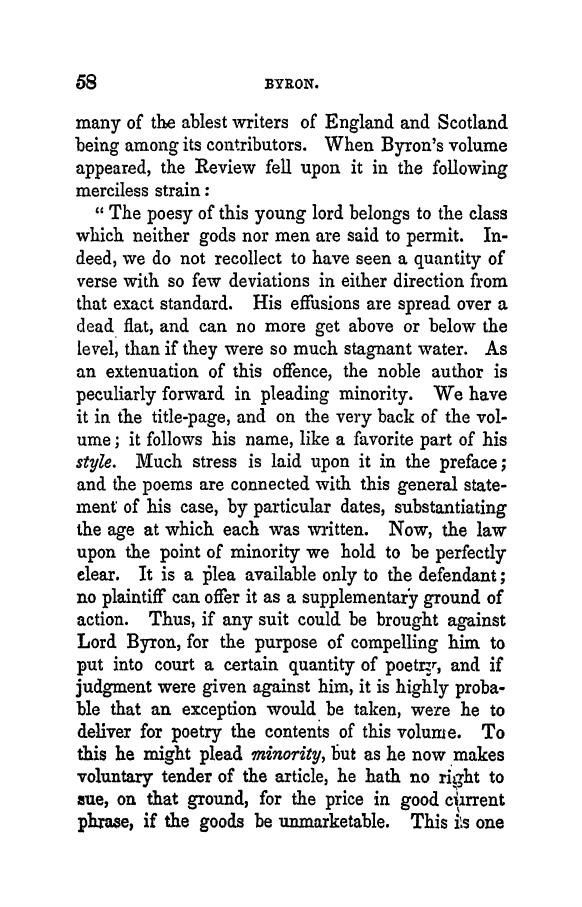 58 BYRON.
many of the ablest writers of England and Scotland
being among its contributors. When Byron's volume
appeared, the Review fell upon it in the following
merciless strain :
“ The poesy of this young lord belongs to the class
which neither gods nor men are said to permit. In-
deed, we do not recollect to have seen a quantity of
verse with so few deviations in either direction from
that exact standard. His effusions are spread over a
dead flat, and can no more get above or below the
level, than if they were so much stagnant water. As
an extenuation of this offence, the noble author is
peculiarly forward in pleading minority. We have
it in the title-page, and on the very back of the vol-
ume ; it follows his name, like a favorite part of his
style. Much stress is laid upon it in the preface ;
and the poems are connected with this general state-
ment of his case, by particular dates, substantiating
the age at which each was written. Now, the law
upon the point of minority we hold to be perfectly
clear. It is a plea available only to the defendant ;
no plaintiff can offer it as a supplementary ground of
action. Thus, if any suit could be brought against
Lord Byron, for the purpose of compelling him to
put into court a certain quantity of poetry, and if
judgment were given against him, it is highly proba-
ble that an exception would be taken, were he to
deliver for poetry the contents of this volume. To
this he might plead minority, but as he now makes
voluntary tender of the article, he hath no right to
sue, on that ground, for the price in good current
phrase, if the goods be unmarketable. This is one